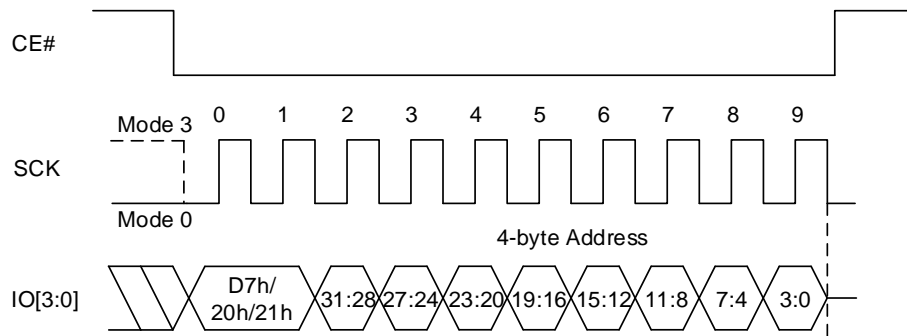 CE#
Mode 3
0 1 2 3 4 5 6 7 8 9
SCK
Mode 0
4-byte Address
IO[3:0]
D7h/
20h/21h
31:28 27:24 23:20 19:16 15:12 11:8 7:4 3:0